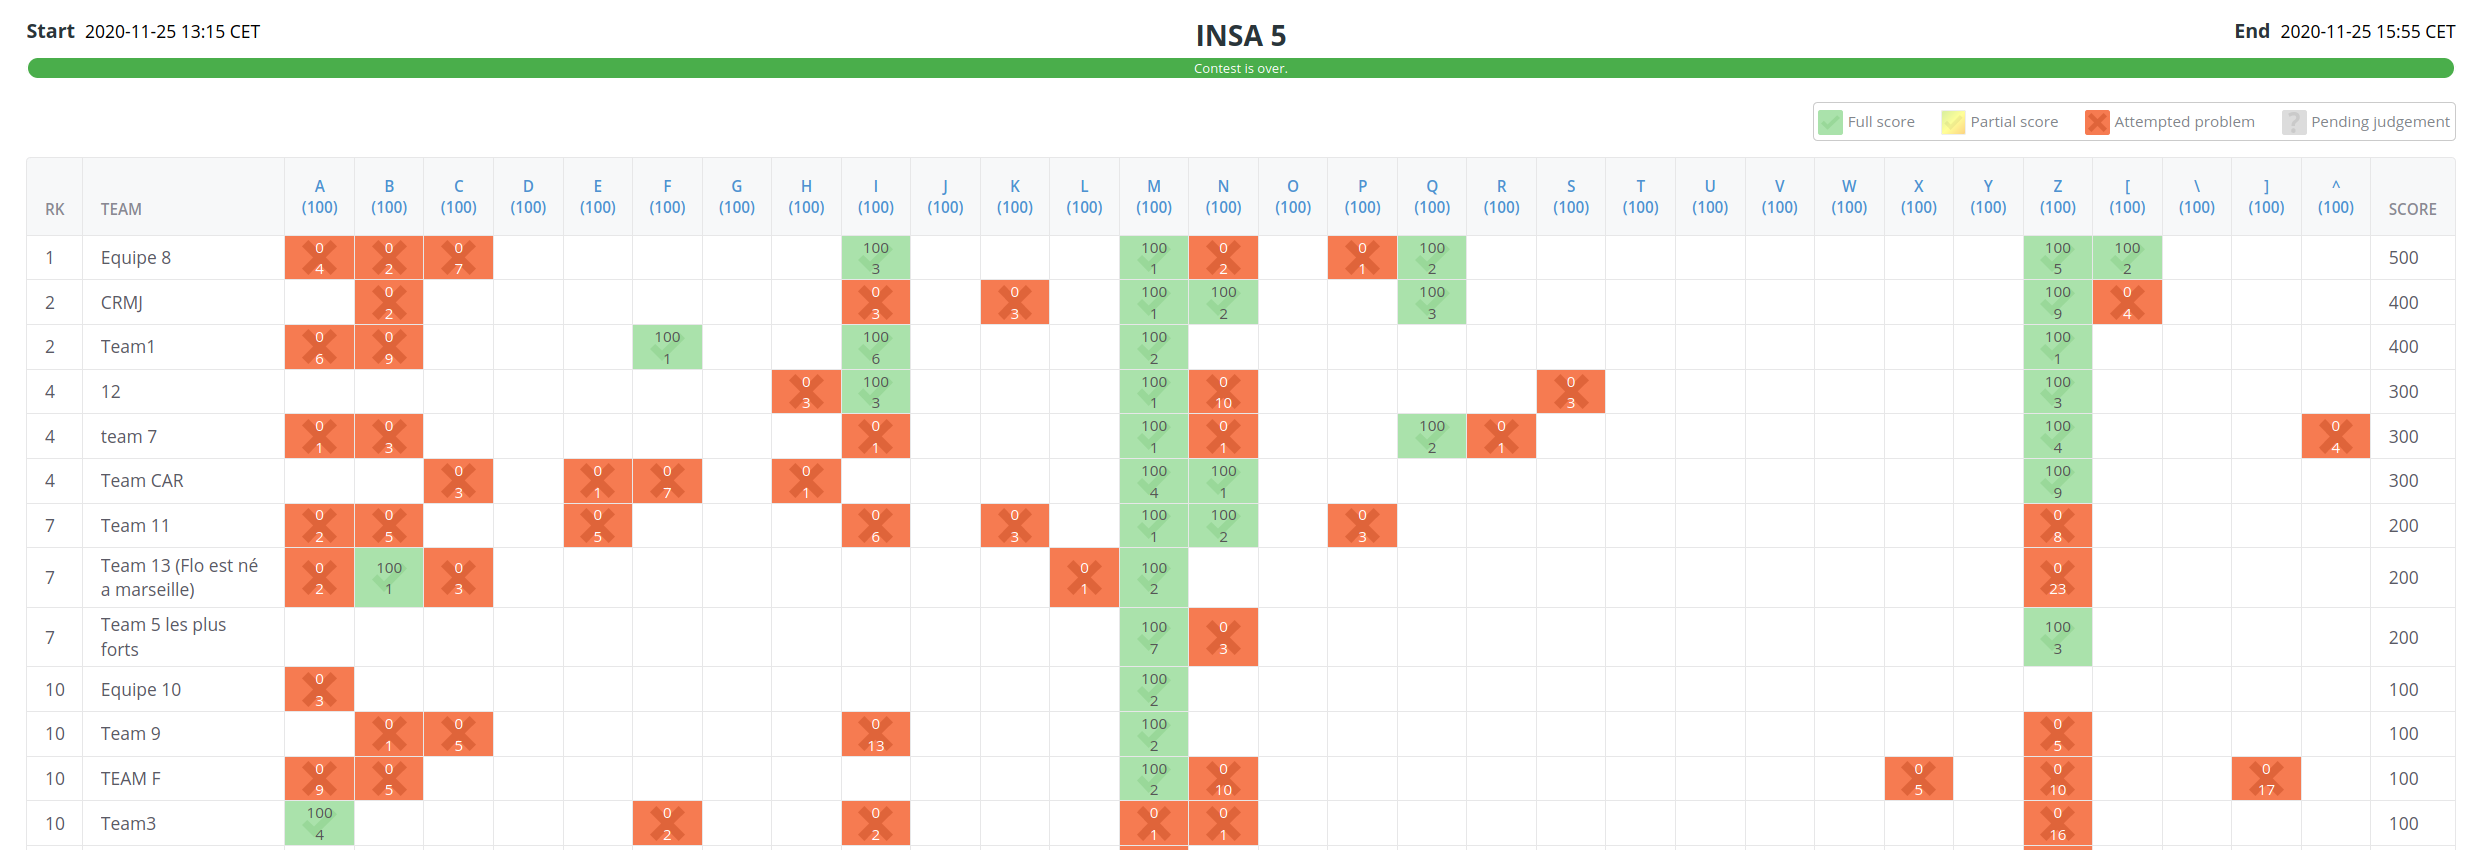 Start 2020-11-25 13:15 CET INSA 5 End 2020-11-25 15:55 CET
Contest is over.
Full score Partial score Attempted problem ? Pending judgement
RK TEAM A B C D E F G H I J K L M N O P Q R S T U V W X Y Z [ \ ] ^ SCORE
(100) (100) (100) (100) (100) (100) (100) (100) (100) (100) (100) (100) (100) (100) (100) (100) (100) (100) (100) (100) (100) (100) (100) (100) (100) (100) (100) (100) (100) (100)
1 Equipe 8 0 0 0 100 100 0 0 100 100 100 500
4 2 7 3 1 2 1 2 5 2
2 CRMJ 0 0 0 100 100 100 100 0 400
2 3 3 1 2 3 9 4
2 Team1 0 0 100 100 100 100 400
6 9 1 6 2 1
4 12 0 100 100 0 0 100 300
3 3 1 10 3 3
4 team 7 0 0 0 100 0 100 0 100 0 300
1 3 1 1 1 2 1 4 4
4 Team CAR 0 0 0 0 100 100 100 300
3 1 7 1 4 1 9
7 Team 11 0 0 0 0 0 100 100 0 0 200
2 5 5 6 3 1 2 3 8
7 Team 13 (Flo est né 0 100 0 0 100 0 200
a marseille) 2 1 3 1 2 23
7 Team 5 les plus 100 0 100 200
forts 7 3 3
10 Equipe 10 0 100 100
3 2
10 Team 9 0 0 0 100 0 100
1 5 13 2 5
10 TEAM F 0 0 100 0 0 0 0 100
9 5 2 10 5 10 17
10 Team3 100 0 0 0 0 0 100
4 2 2 1 1 16